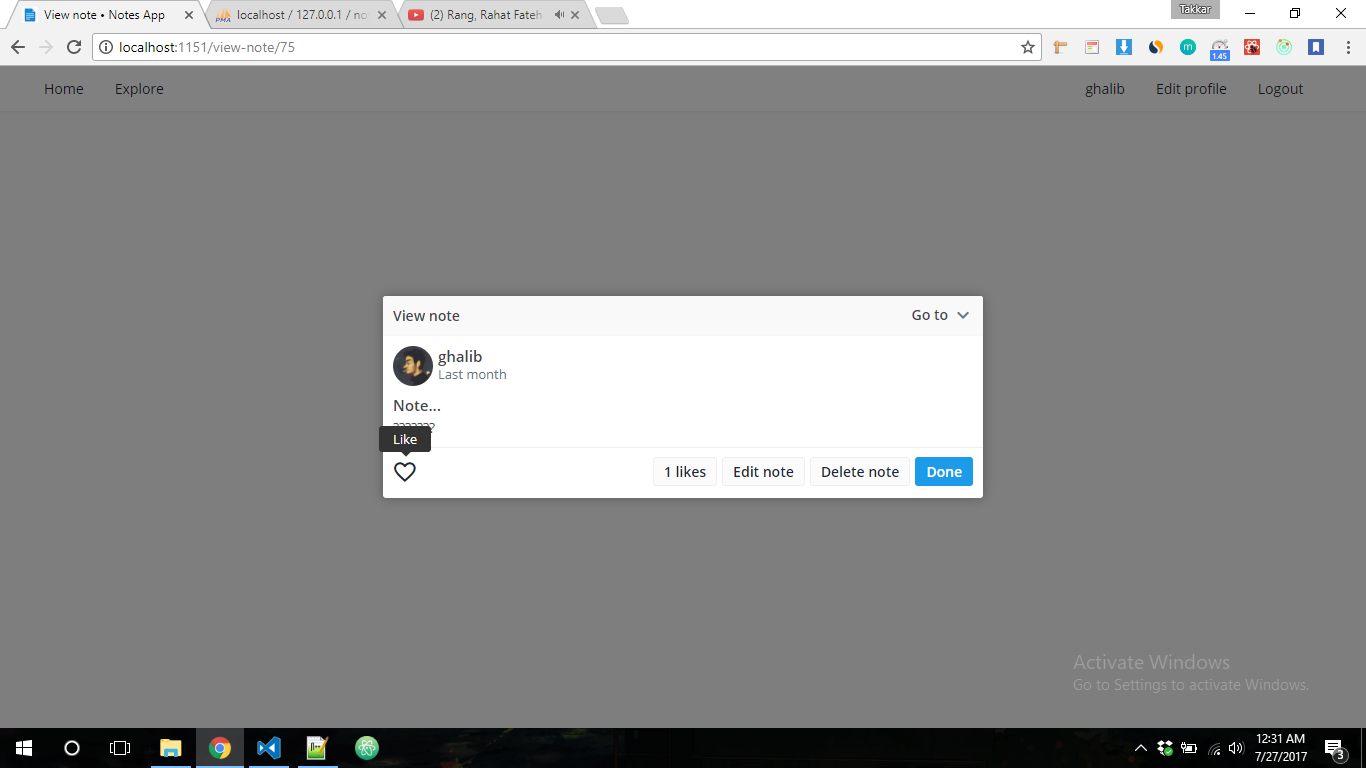 View note • Notes App
localhost / 127.0.0.1 / no
(2) Rang, Rahat Fateh
Takkar
localhost:1151/view-note/75
1.45
Home
Explore
ghalib
Edit profile
Logout
View note
Go to
ghalib
Last month
Note...
???????
Like
1 likes
Edit note
Delete note
Done
Activate Windows
Go to Settings to activate Windows.
12:31 AM
7/27/2017
3